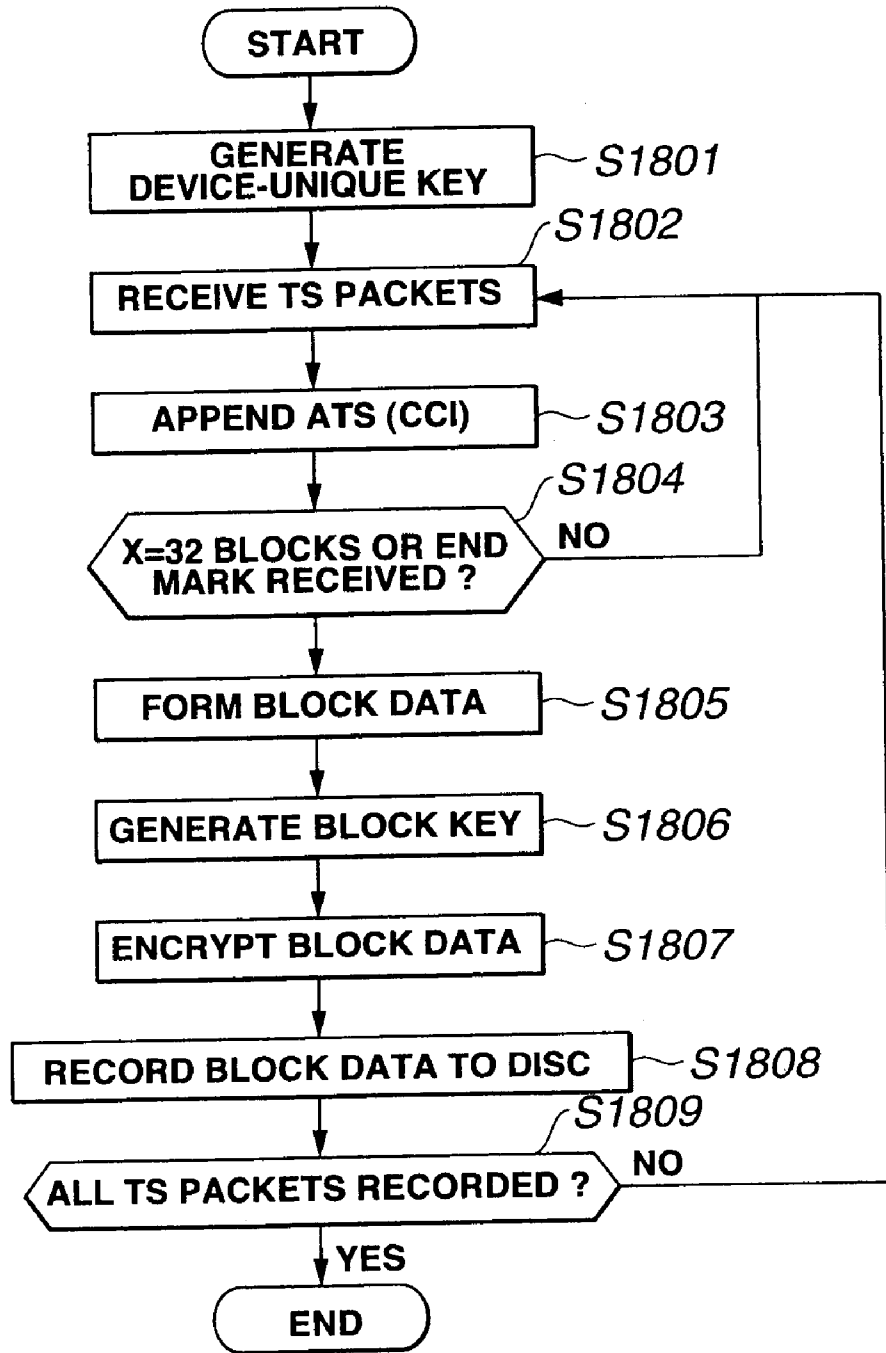 START
GENERATE
DEVICE-UNIQUE KEY
S1801
S1802
RECEIVE TS PACKETS
APPEND ATS (CCI)
S1803
S1804
X=32 BLOCKS OR END
MARK RECEIVED ?
NO
FORM BLOCK DATA
S1805
GENERATE BLOCK KEY
S1806
ENCRYPT BLOCK DATA
S1807
RECORD BLOCK DATA TO DISC
S1808
S1809
ALL TS PACKETS RECORDED ?
NO
YES
END